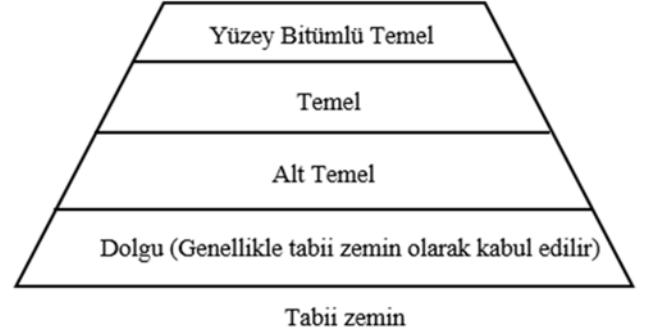 Yüzey Bitümlü Temel
Temel
Alt Temel
Dolgu (Genellikle tabii zemin olarak kabul edilir)
Tabii zemin